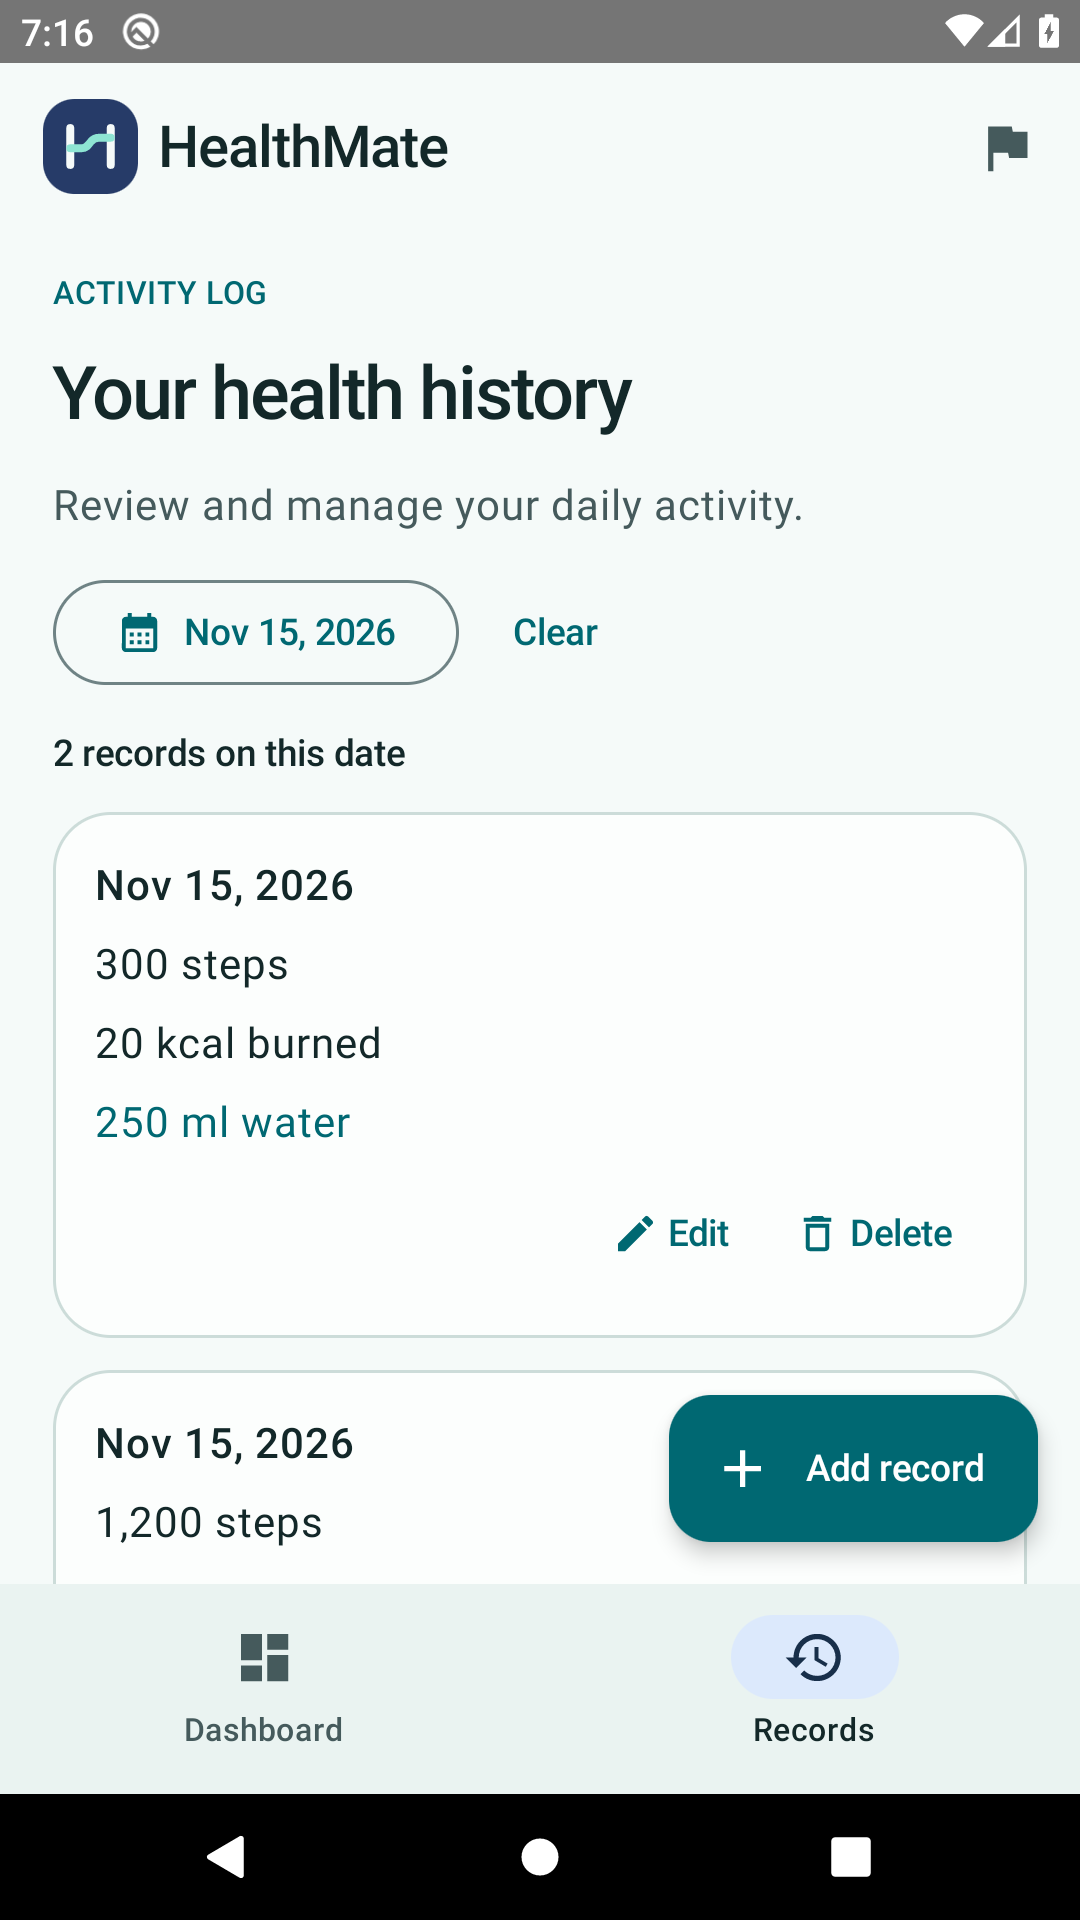 7:16
HealthMate
ACTIVITY LOG
Your health history
Review and manage your daily activity.
Nov 15, 2026
Clear
2 records on this date
Nov 15, 2026
300 steps
20 kcal burned
250 ml water
Edit
Delete
Nov 15, 2026
1,200 steps
Add record
Dashboard
Records